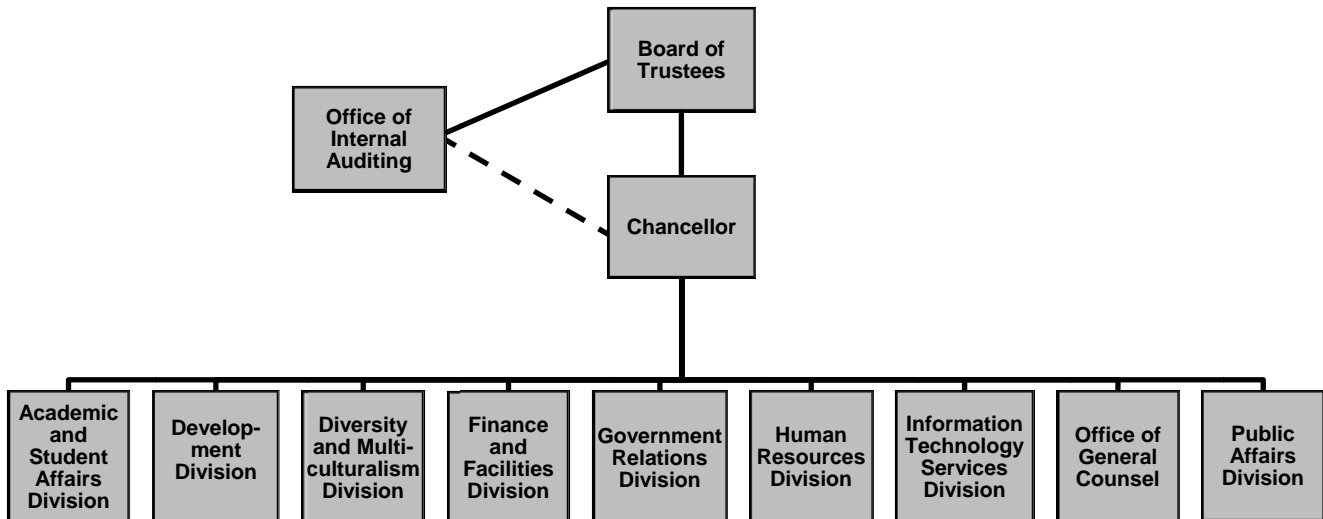 Board of
Trustees
Office of
Internal
Auditing
Chancellor
Academic
and
Student
Affairs
Division
Develop-
ment
Division
Diversity
and Multi-
culturalism
Division
Finance
and
Facilities
Division
Government
Relations
Division
Human
Resources
Division
Information
Technology
Services
Division
Office of
General
Counsel
Public
Affairs
Division